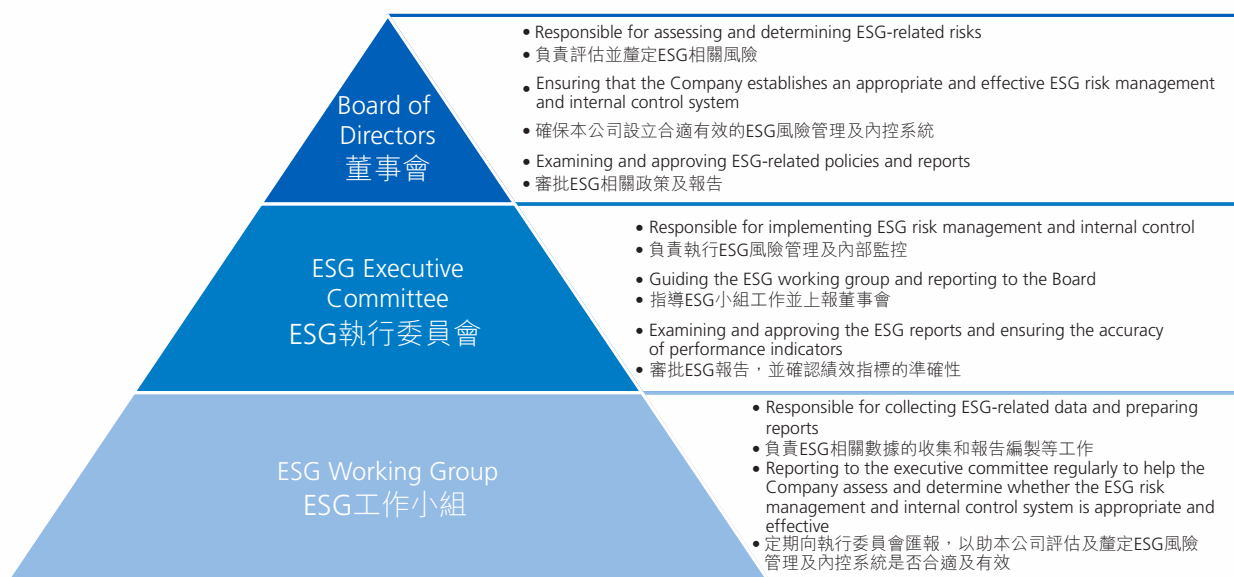 Board of
Directors
董事會
• Responsible for assessing and determining ESG-related risks
• 負責評估並釐定ESG相關風險
• Ensuring that the Company establishes an appropriate and effective ESG risk management
and internal control system
• 確保本公司設立合適有效的ESG風險管理及內控系統
• Examining and approving ESG-related policies and reports
• 審批ESG相關政策及報告
ESG Executive
Committee
ESG執行委員會
• Responsible for implementing ESG risk management and internal control
• 負責執行ESG風險管理及內部監控
• Guiding the ESG working group and reporting to the Board
• 指導ESG小組工作並上報董事會
• Examining and approving the ESG reports and ensuring the accuracy
of performance indicators
• 審批ESG報告，並確認績效指標的準確性
ESG Working Group
ESG工作小組
• Responsible for collecting ESG-related data and preparing
reports
• 負責ESG相關數據的收集和報告編製等工作
• Reporting to the executive committee regularly to help the
Company assess and determine whether the ESG risk
management and internal control system is appropriate and
effective
• 定期向執行委員會匯報，以助本公司評估及釐定ESG風險
管理及內控系統是否合適及有效